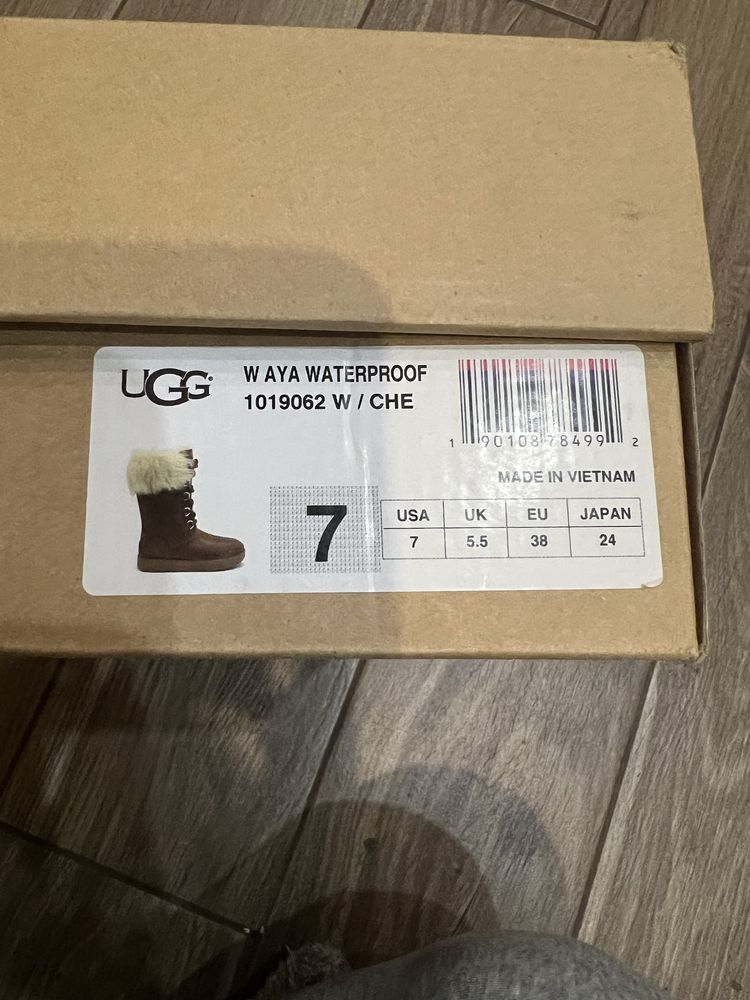 UGG®
W AYA WATERPROOF
1019062 W / CHE
1 90108 78499 2
MADE IN VIETNAM
7
USA UK EU JAPAN
7 5.5 38 24